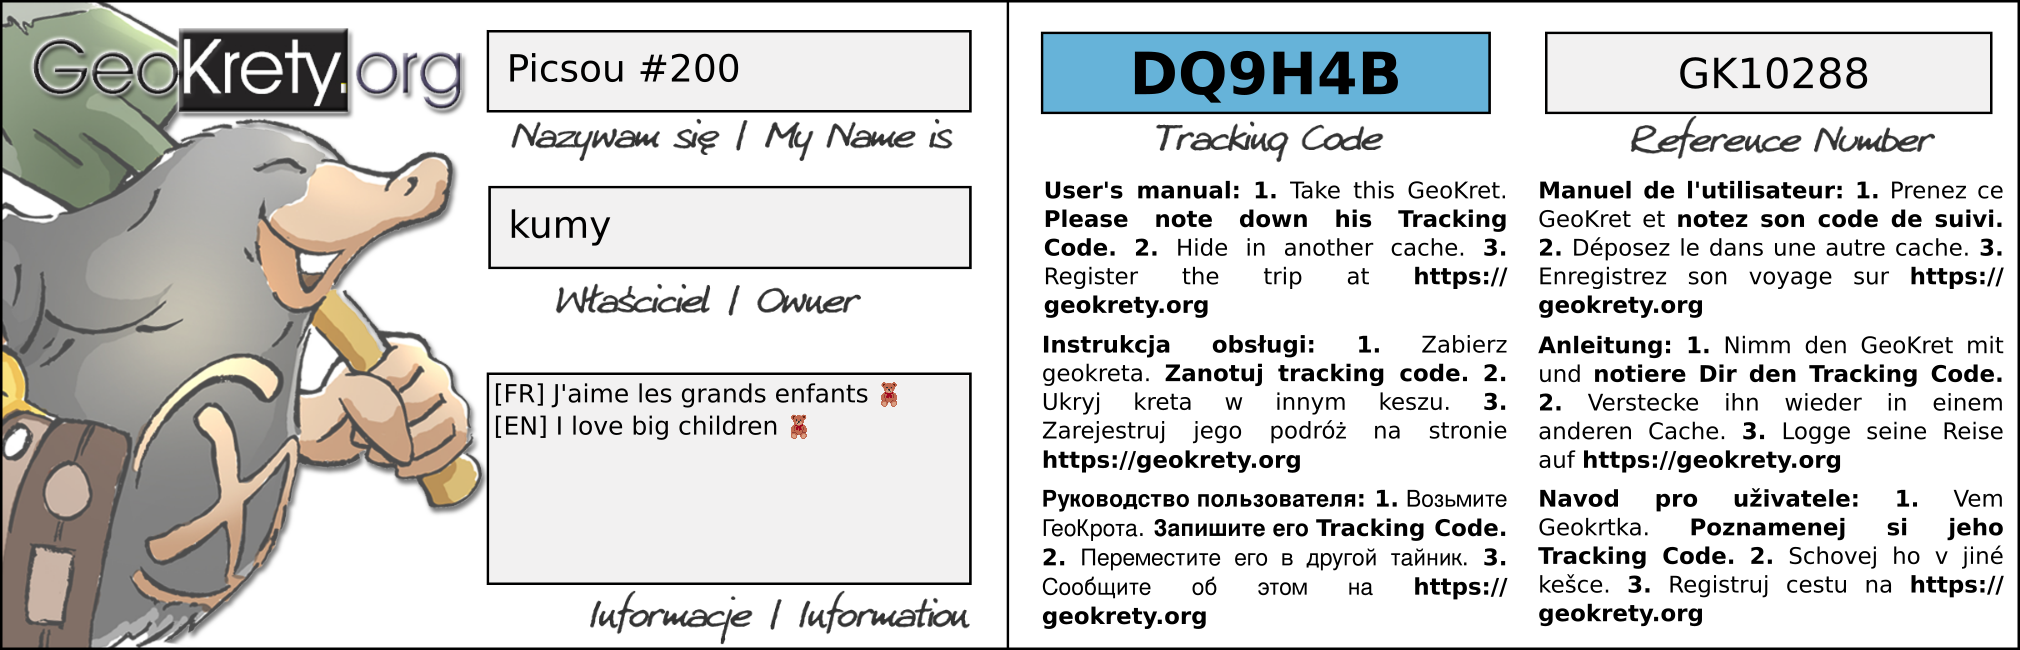 GeoKrety.org
Picsou #200
Nazywam się | My Name is
kumy
Właściciel | Owner
[FR] J'aime les grands enfants 🧸
[EN] I love big children 🧸
Informacje | Information
DQ9H4B
Tracking Code
User's manual: 1. Take this GeoKret.
Please note down his Tracking
Code. 2. Hide in another cache. 3.
Register the trip at https://
geokrety.org
Instrukcja obsługi: 1. Zabierz
geokreta. Zanotuj tracking code. 2.
Ukryj kreta w innym keszu. 3.
Zarejestruj jego podróż na stronie
https://geokrety.org
Руководство пользователя: 1. Возьмите
ГеоКрота. Запишите его Tracking Code.
2. Переместите его в другой тайник. 3.
Сообщите об этом на https://
geokrety.org
GK10288
Reference Number
Manuel de l'utilisateur: 1. Prenez ce
GeoKret et notez son code de suivi.
2. Déposez le dans une autre cache. 3.
Enregistrez son voyage sur https://
geokrety.org
Anleitung: 1. Nimm den GeoKret mit
und notiere Dir den Tracking Code.
2. Verstecke ihn wieder in einem
anderen Cache. 3. Logge seine Reise
auf https://geokrety.org
Navod pro uživatele: 1. Vem
Geokrtka. Poznamenej si jeho
Tracking Code. 2. Schovej ho v jiné
kešce. 3. Registruj cestu na https://
geokrety.org